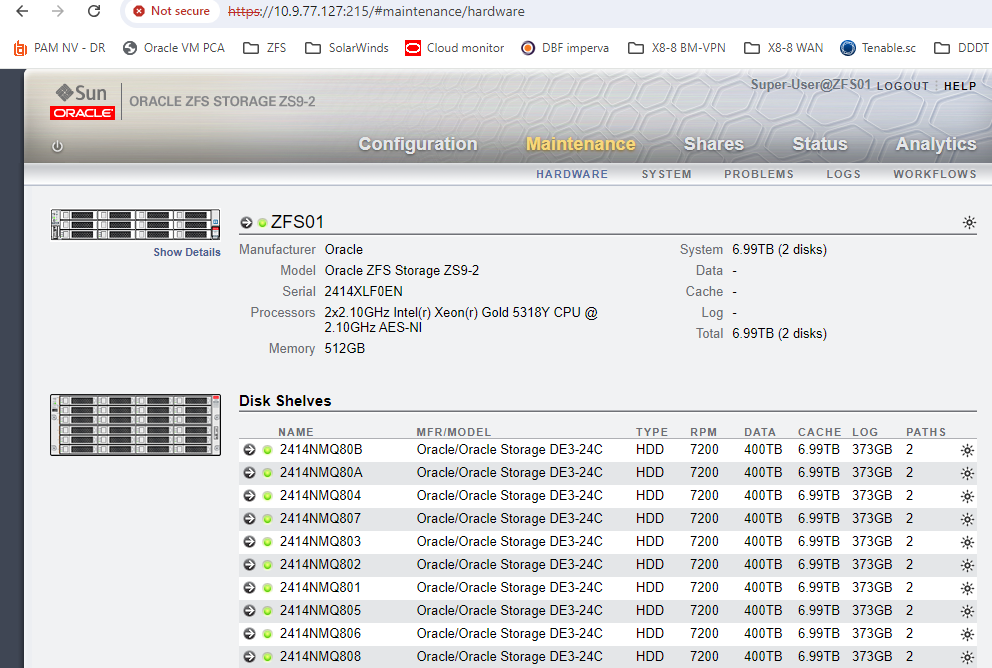 Not secure https://10.9.77.127:215/#maintenance/hardware
PAM NV - DR Oracle VM PCA ZFS SolarWinds Cloud monitor DBF imperva X8-8 BM-VPN X8-8 WAN Tenable.sc DDDT
Sun
ORACLE
ORACLE ZFS STORAGE ZS9-2
Super-User@ZFS01 LOGOUT HELP
Configuration Maintenance Shares Status Analytics
HARDWARE SYSTEM PROBLEMS LOGS WORKFLOWS
Show Details
ZFS01
Manufacturer Oracle System 6.99TB (2 disks)
Model Oracle ZFS Storage ZS9-2 Data -
Serial 2414XLF0EN Cache -
Processors 2x2.10GHz Intel(r) Xeon(r) Gold 5318Y CPU @ Log -
2.10GHz AES-NI
Total 6.99TB (2 disks)
Memory 512GB
Disk Shelves
NAME MFR/MODEL TYPE RPM DATA CACHE LOG PATHS
2414NMQ80B Oracle/Oracle Storage DE3-24C HDD 7200 400TB 6.99TB 373GB 2
2414NMQ80A Oracle/Oracle Storage DE3-24C HDD 7200 400TB 6.99TB 373GB 2
2414NMQ804 Oracle/Oracle Storage DE3-24C HDD 7200 400TB 6.99TB 373GB 2
2414NMQ807 Oracle/Oracle Storage DE3-24C HDD 7200 400TB 6.99TB 373GB 2
2414NMQ803 Oracle/Oracle Storage DE3-24C HDD 7200 400TB 6.99TB 373GB 2
2414NMQ802 Oracle/Oracle Storage DE3-24C HDD 7200 400TB 6.99TB 373GB 2
2414NMQ801 Oracle/Oracle Storage DE3-24C HDD 7200 400TB 6.99TB 373GB 2
2414NMQ805 Oracle/Oracle Storage DE3-24C HDD 7200 400TB 6.99TB 373GB 2
2414NMQ806 Oracle/Oracle Storage DE3-24C HDD 7200 400TB 6.99TB 373GB 2
2414NMQ808 Oracle/Oracle Storage DE3-24C HDD 7200 400TB 6.99TB 373GB 2